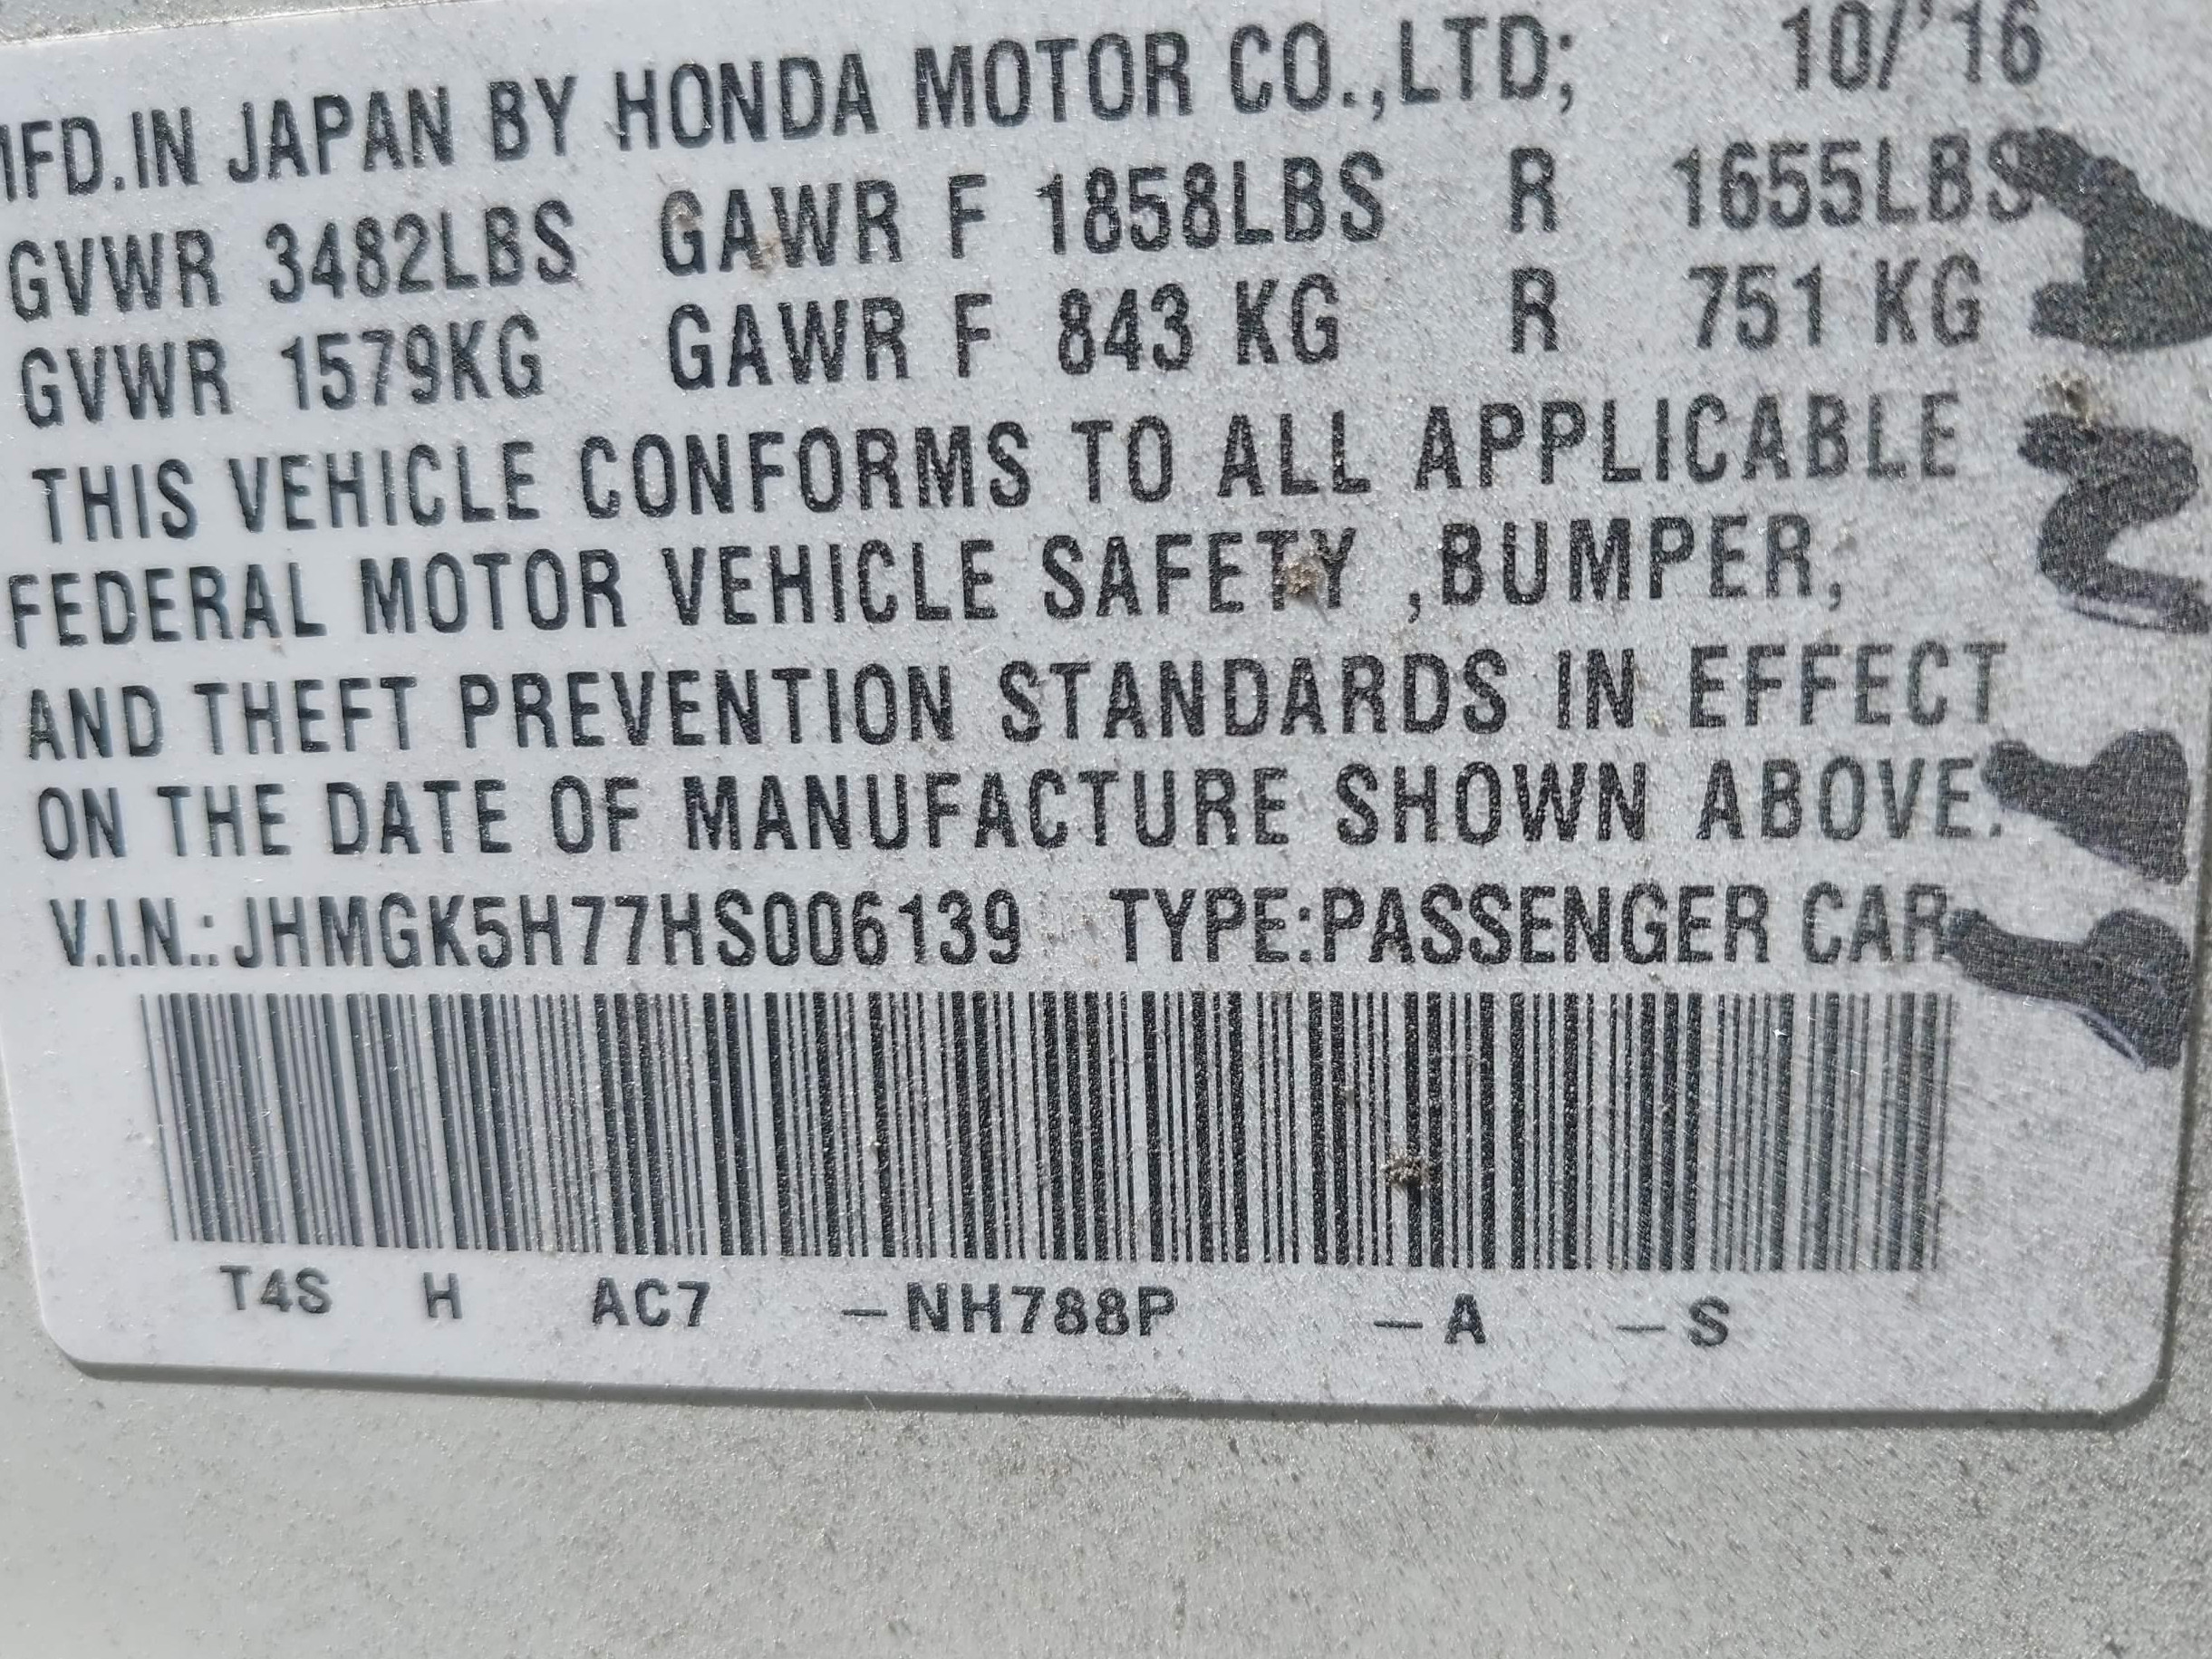 MFD.IN JAPAN BY HONDA MOTOR CO.,LTD; 10/'16
GVWR 3482LBS GAWR F 1858LBS R 1655LBS
GVWR 1579KG GAWR F 843 KG R 751 KG
THIS VEHICLE CONFORMS TO ALL APPLICABLE
FEDERAL MOTOR VEHICLE SAFETY ,BUMPER,
AND THEFT PREVENTION STANDARDS IN EFFECT
ON THE DATE OF MANUFACTURE SHOWN ABOVE.
V.I.N.: JHMGK5H77HS006139 TYPE:PASSENGER CAR
T4S H AC7 –NH788P –A –S